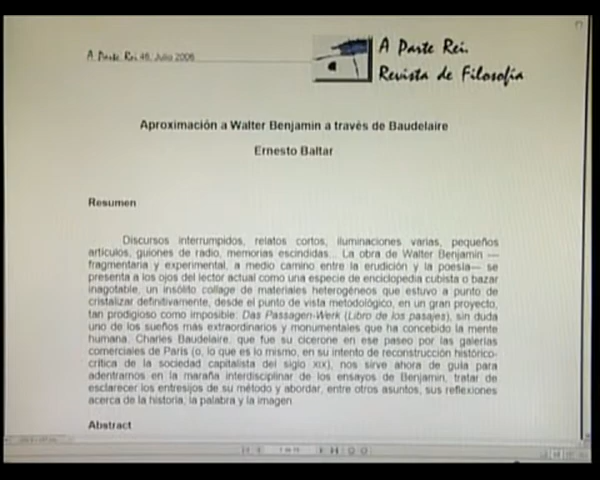 A Parte Rei 46. Julio 2006
A Parte Rei.
Revista de Filosofía
Aproximación a Walter Benjamin a través de Baudelaire
Ernesto Baltar
Resumen
Discursos interrumpidos, relatos cortos, iluminaciones varias, pequeños
artículos, guiones de radio, memorias escindidas... La obra de Walter Benjamin —
fragmentaria y experimental, a medio camino entre la erudición y la poesía— se
presenta a los ojos del lector actual como una especie de enciclopedia cubista o bazar
inagotable, un insólito collage de materiales heterogéneos que estuvo a punto de
cristalizar definitivamente, desde el punto de vista metodológico, en un gran proyecto,
tan prodigioso como imposible: Das Passagen-Werk (Libro de los pasajes), sin duda
uno de los sueños más extraordinarios y monumentales que ha concebido la mente
humana. Charles Baudelaire, que fue su cicerone en ese paseo por las galerías
comerciales de París (o, lo que es lo mismo, en su intento de reconstrucción histórico-
crítica de la sociedad capitalista del siglo XIX), nos sirve ahora de guía para
adentrarnos en la maraña interdisciplinar de los ensayos de Benjamin, tratar de
esclarecer los entresijos de su método y abordar, entre otros asuntos, sus reflexiones
acerca de la historia, la palabra y la imagen.
Abstract